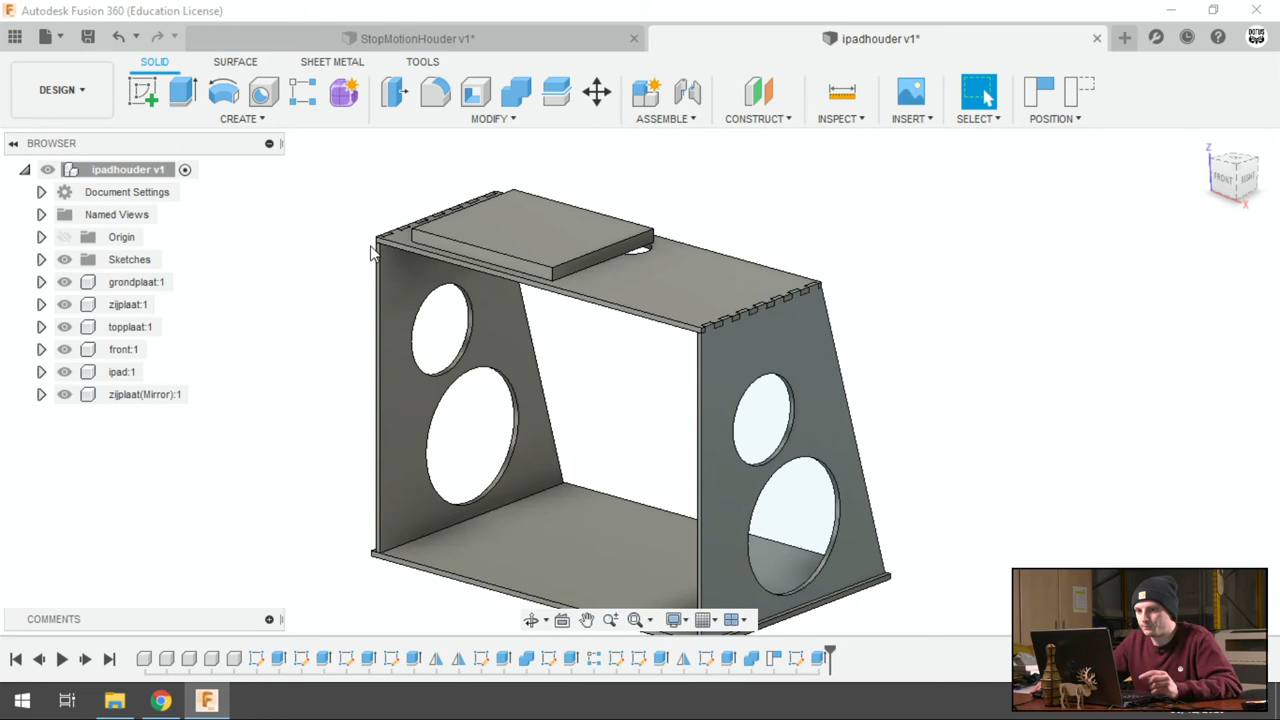 Autodesk Fusion 360 (Education License)
StopMotionHouder v1*
ipadhouder v1*
DESIGN
SOLID
SURFACE
SHEET METAL
TOOLS
CREATE
MODIFY
ASSEMBLE
CONSTRUCT
INSPECT
INSERT
SELECT
POSITION
BROWSER
ipadhouder v1
Document Settings
Named Views
Origin
Sketches
grondplaat:1
zijplaat:1
topplaat:1
front:1
ipad:1
zijplaat(Mirror):1
Z
FRONT
RIGHT
X
COMMENTS